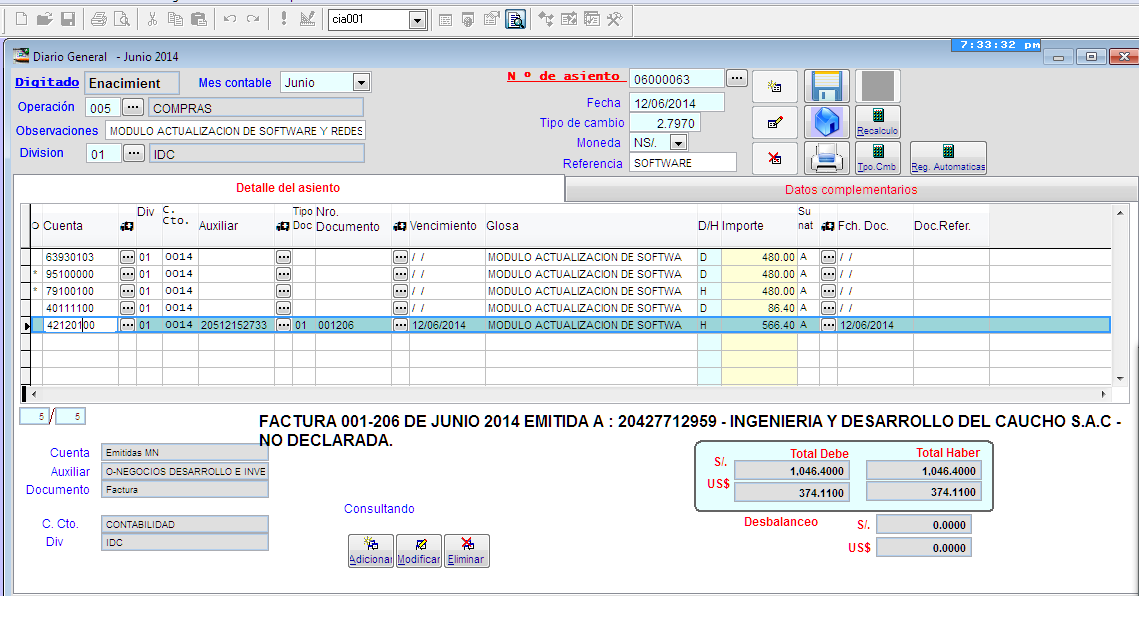 cia001
Diario General - Junio 2014
7:33:32 pm
Digitado Enacimient Mes contable Junio
Nº de asiento 06000063
Operación 005 COMPRAS
Fecha 12/06/2014
Observaciones MODULO ACTUALIZACION DE SOFTWARE Y REDES
Tipo de cambio 2.7970
Division 01 IDC
Moneda NS/.
Referencia SOFTWARE
Recalculo
Tpo.Cmb Reg. Automaticas
Detalle del asiento Datos complementarios
Cuenta Div C. Cto. Auxiliar Tipo Doc Nro. Documento Vencimiento Glosa D/H Importe Su nat Fch. Doc. Doc.Refer.
63930103 01 0014 / / MODULO ACTUALIZACION DE SOFTWA D 480.00 A / /
* 95100000 01 0014 / / MODULO ACTUALIZACION DE SOFTWA D 480.00 A / /
* 79100100 01 0014 / / MODULO ACTUALIZACION DE SOFTWA H 480.00 A / /
40111100 01 0014 / / MODULO ACTUALIZACION DE SOFTWA D 86.40 A / /
42120100 01 0014 20512152733 01 001206 12/06/2014 MODULO ACTUALIZACION DE SOFTWA H 566.40 A 12/06/2014
5 / 5
FACTURA 001-206 DE JUNIO 2014 EMITIDA A : 20427712959 - INGENIERIA Y DESARROLLO DEL CAUCHO S.A.C -
NO DECLARADA.
Cuenta Emitidas MN
Auxiliar O-NEGOCIOS DESARROLLO E INVE
Documento Factura
Total Debe Total Haber
S/. 1,046.4000 1,046.4000
US$ 374.1100 374.1100
Consultando
C. Cto. CONTABILIDAD
Div IDC
Desbalanceo S/. 0.0000
US$ 0.0000
Adicionar Modificar Eliminar